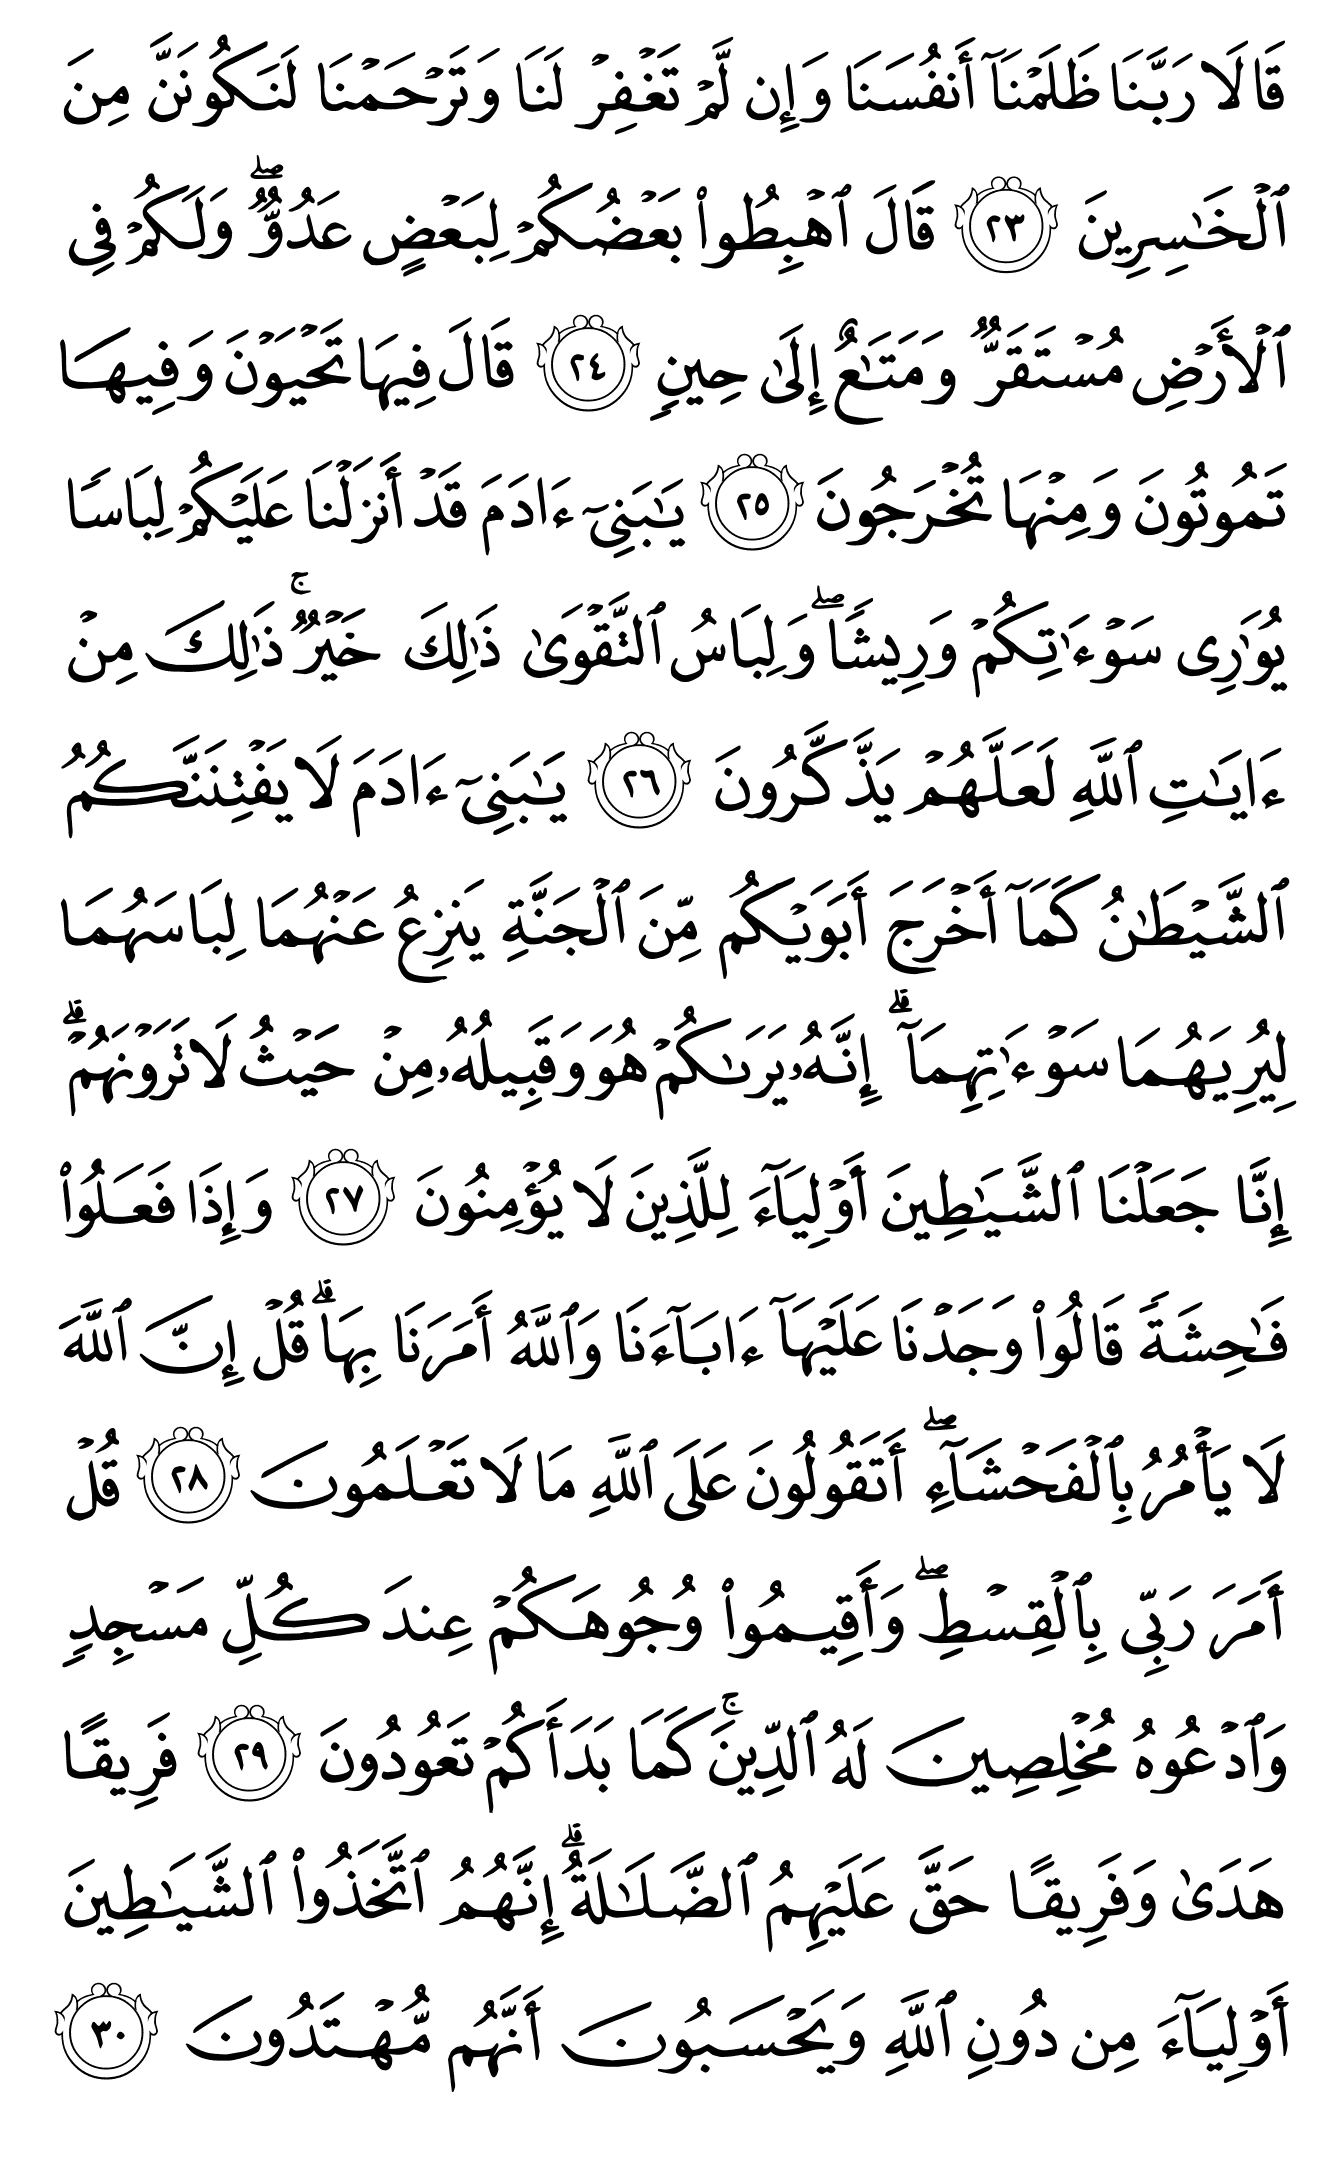 قَالَا رَبَّنَا ظَلَمْنَآ أَنفُسَنَا وَإِن لَّمْ تَغْفِرْ لَنَا وَتَرْحَمْنَا لَنَكُونَنَّ مِنَ
ٱلْخَـٰسِرِينَ ٢٣ قَالَ ٱهْبِطُوا۟ بَعْضُكُمْ لِبَعْضٍ عَدُوٌّ ۖ وَلَكُمْ فِى
ٱلْأَرْضِ مُسْتَقَرٌّ وَمَتَـٰعٌ إِلَىٰ حِينٍ ٢٤ قَالَ فِيهَا تَحْيَوْنَ وَفِيهَا
تَمُوتُونَ وَمِنْهَا تُخْرَجُونَ ٢٥ يَـٰبَنِىٓ ءَادَمَ قَدْ أَنزَلْنَا عَلَيْكُمْ لِبَاسًا
يُوَٰرِى سَوْءَٰتِكُمْ وَرِيشًا ۖ وَلِبَاسُ ٱلتَّقْوَىٰ ذَٰلِكَ خَيْرٌ ۚ ذَٰلِكَ مِنْ
ءَايَـٰتِ ٱللَّهِ لَعَلَّهُمْ يَذَّكَّرُونَ ٢٦ يَـٰبَنِىٓ ءَادَمَ لَا يَفْتِنَنَّكُمُ
ٱلشَّيْطَـٰنُ كَمَآ أَخْرَجَ أَبَوَيْكُم مِّنَ ٱلْجَنَّةِ يَنزِعُ عَنْهُمَا لِبَاسَهُمَا
لِيُرِيَهُمَا سَوْءَٰتِهِمَآ ۗ إِنَّهُۥ يَرَىٰكُمْ هُوَ وَقَبِيلُهُۥ مِنْ حَيْثُ لَا تَرَوْنَهُمْ ۗ
إِنَّا جَعَلْنَا ٱلشَّيَـٰطِينَ أَوْلِيَآءَ لِلَّذِينَ لَا يُؤْمِنُونَ ٢٧ وَإِذَا فَعَلُوا۟
فَـٰحِشَةً قَالُوا۟ وَجَدْنَا عَلَيْهَآ ءَابَآءَنَا وَٱللَّهُ أَمَرَنَا بِهَا ۗ قُلْ إِنَّ ٱللَّهَ
لَا يَأْمُرُ بِٱلْفَحْشَآءِ ۖ أَتَقُولُونَ عَلَى ٱللَّهِ مَا لَا تَعْلَمُونَ ٢٨ قُلْ
أَمَرَ رَبِّى بِٱلْقِسْطِ ۖ وَأَقِيمُوا۟ وُجُوهَكُمْ عِندَ كُلِّ مَسْجِدٍ
وَٱدْعُوهُ مُخْلِصِينَ لَهُ ٱلدِّينَ ۚ كَمَا بَدَأَكُمْ تَعُودُونَ ٢٩ فَرِيقًا
هَدَىٰ وَفَرِيقًا حَقَّ عَلَيْهِمُ ٱلضَّلَـٰلَةُ ۗ إِنَّهُمُ ٱتَّخَذُوا۟ ٱلشَّيَـٰطِينَ
أَوْلِيَآءَ مِن دُونِ ٱللَّهِ وَيَحْسَبُونَ أَنَّهُم مُّهْتَدُونَ ٣٠